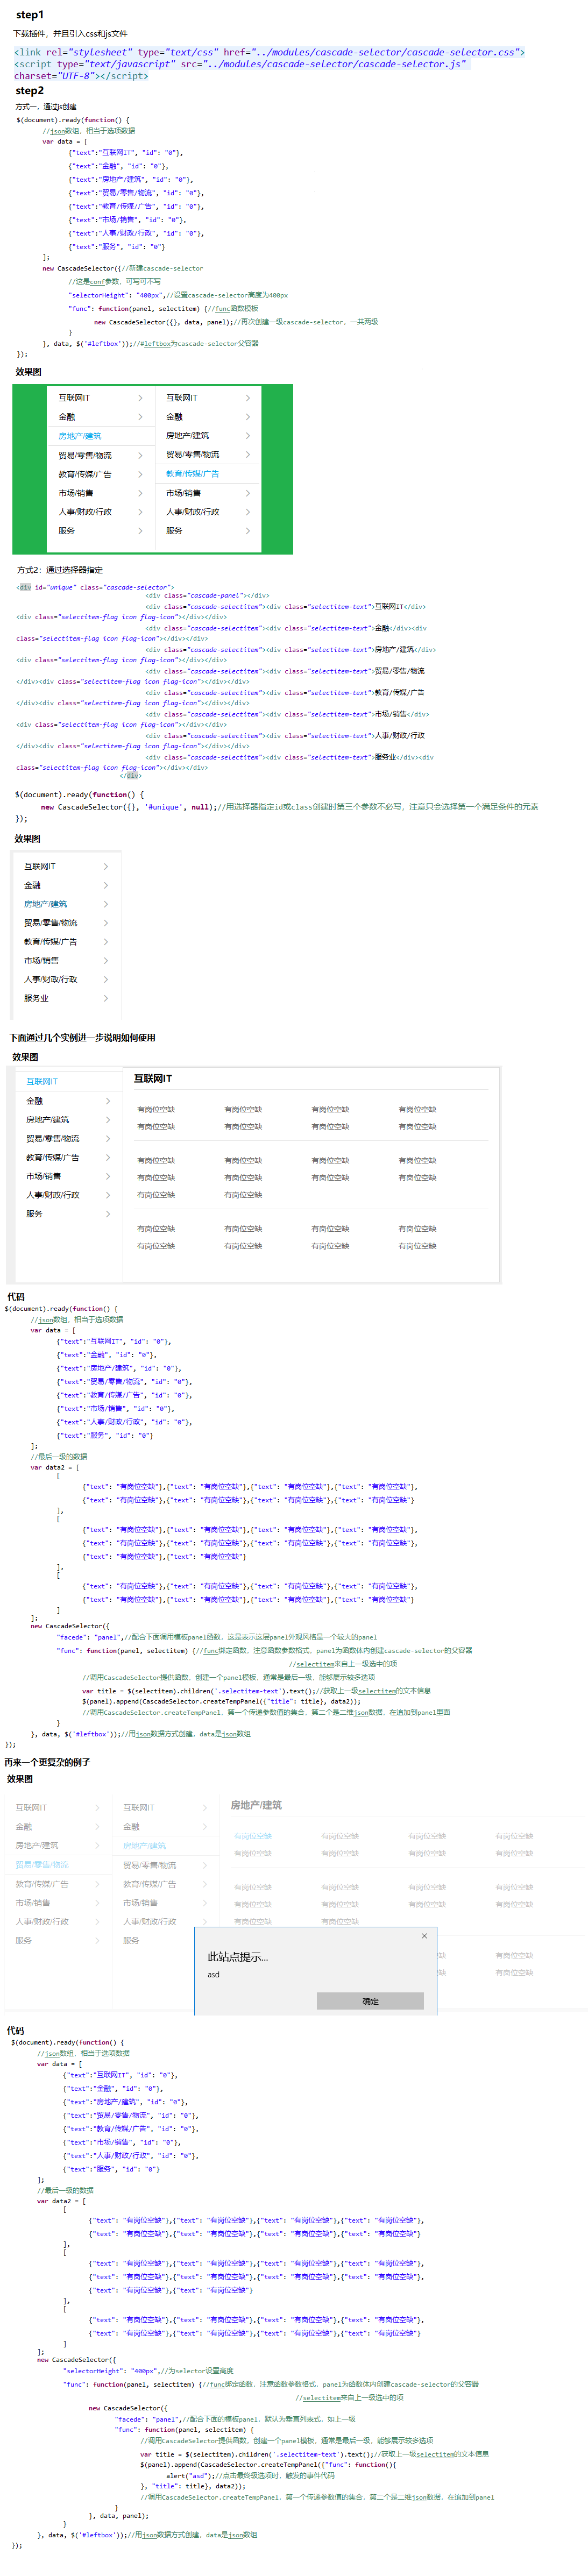 step1
下载插件，并且引入css和js文件
<link rel="stylesheet" type="text/css" href="../modules/cascade-selector/cascade-selector.css">
<script type="text/javascript" src="../modules/cascade-selector/cascade-selector.js"
charset="UTF-8"></script>
step2
方式一，通过js创建
$(document).ready(function() {
//json数组，相当于选项数据
var data = [
{"text":"互联网IT", "id": "0"},
{"text":"金融", "id": "0"},
{"text":"房地产/建筑", "id": "0"},
{"text":"贸易/零售/物流", "id": "0"},
{"text":"教育/传媒/广告", "id": "0"},
{"text":"市场/销售", "id": "0"},
{"text":"人事/财政/行政", "id": "0"},
{"text":"服务", "id": "0"}
];
new CascadeSelector({//新建cascade-selector
//这是conf参数，可写可不写
"selectorHeight": "400px",//设置cascade-selector高度为400px
"func": function(panel, selectitem) {//func函数模板
new CascadeSelector({}, data, panel);//再次创建一级cascade-selector，一共两级
}
}, data, $('#leftbox'));//#leftbox为cascade-selector父容器
});
效果图
互联网IT 互联网IT
金融 金融
房地产/建筑 房地产/建筑
贸易/零售/物流 贸易/零售/物流
教育/传媒/广告 教育/传媒/广告
市场/销售 市场/销售
人事/财政/行政 人事/财政/行政
服务 服务
方式2：通过选择器指定
<div id="unique" class="cascade-selector">
<div class="cascade-panel"></div>
<div class="cascade-selectitem"><div class="selectitem-text">互联网IT</div>
<div class="selectitem-flag icon flag-icon"></div></div>
<div class="cascade-selectitem"><div class="selectitem-text">金融</div><div
class="selectitem-flag icon flag-icon"></div></div>
<div class="cascade-selectitem"><div class="selectitem-text">房地产/建筑</div>
<div class="selectitem-flag icon flag-icon"></div></div>
<div class="cascade-selectitem"><div class="selectitem-text">贸易/零售/物流
</div><div class="selectitem-flag icon flag-icon"></div></div>
<div class="cascade-selectitem"><div class="selectitem-text">教育/传媒/广告
</div><div class="selectitem-flag icon flag-icon"></div></div>
<div class="cascade-selectitem"><div class="selectitem-text">市场/销售</div>
<div class="selectitem-flag icon flag-icon"></div></div>
<div class="cascade-selectitem"><div class="selectitem-text">人事/财政/行政
</div><div class="selectitem-flag icon flag-icon"></div></div>
<div class="cascade-selectitem"><div class="selectitem-text">服务业</div><div
class="selectitem-flag icon flag-icon"></div></div>
</div>
$(document).ready(function() {
new CascadeSelector({}, '#unique', null);//用选择器指定id或class创建时第三个参数不必写，注意只会选择第一个满足条件的元素
});
效果图
互联网IT
金融
房地产/建筑
贸易/零售/物流
教育/传媒/广告
市场/销售
人事/财政/行政
服务业
下面通过几个实例进一步说明如何使用
效果图
互联网IT 互联网IT
金融 有岗位空缺 有岗位空缺 有岗位空缺 有岗位空缺
房地产/建筑 有岗位空缺 有岗位空缺 有岗位空缺 有岗位空缺
贸易/零售/物流
教育/传媒/广告 有岗位空缺 有岗位空缺 有岗位空缺 有岗位空缺
市场/销售 有岗位空缺 有岗位空缺 有岗位空缺 有岗位空缺
人事/财政/行政 有岗位空缺 有岗位空缺
服务
有岗位空缺 有岗位空缺 有岗位空缺 有岗位空缺
有岗位空缺 有岗位空缺 有岗位空缺 有岗位空缺
代码
$(document).ready(function() {
//json数组，相当于选项数据
var data = [
{"text":"互联网IT", "id": "0"},
{"text":"金融", "id": "0"},
{"text":"房地产/建筑", "id": "0"},
{"text":"贸易/零售/物流", "id": "0"},
{"text":"教育/传媒/广告", "id": "0"},
{"text":"市场/销售", "id": "0"},
{"text":"人事/财政/行政", "id": "0"},
{"text":"服务", "id": "0"}
];
//最后一级的数据
var data2 = [
[
{"text": "有岗位空缺"},{"text": "有岗位空缺"},{"text": "有岗位空缺"},{"text": "有岗位空缺"},
{"text": "有岗位空缺"},{"text": "有岗位空缺"},{"text": "有岗位空缺"},{"text": "有岗位空缺"}
],
[
{"text": "有岗位空缺"},{"text": "有岗位空缺"},{"text": "有岗位空缺"},{"text": "有岗位空缺"},
{"text": "有岗位空缺"},{"text": "有岗位空缺"},{"text": "有岗位空缺"},{"text": "有岗位空缺"},
{"text": "有岗位空缺"},{"text": "有岗位空缺"}
],
[
{"text": "有岗位空缺"},{"text": "有岗位空缺"},{"text": "有岗位空缺"},{"text": "有岗位空缺"},
{"text": "有岗位空缺"},{"text": "有岗位空缺"},{"text": "有岗位空缺"},{"text": "有岗位空缺"}
]
];
new CascadeSelector({
"facede": "panel",//配合下面调用模板panel函数，这是表示这层panel外观风格是一个较大的panel
"func": function(panel, selectitem) {//func绑定函数，注意函数参数格式，panel为函数体内创建cascade-selector的父容器
//selectitem来自上一级选中的项
//调用CascadeSelector提供函数，创建一个panel模板，通常是最后一级，能够展示较多选项
var title = $(selectitem).children('.selectitem-text').text();//获取上一级selectitem的文本信息
$(panel).append(CascadeSelector.createTempPanel({"title": title}, data2));
//调用CascadeSelector.createTempPanel，第一个传递参数值的集合，第二个是二维json数据，在追加到panel里面
}
}, data, $('#leftbox'));//用json数据方式创建，data是json数组
});
再来一个更复杂的例子
效果图
互联网IT 互联网IT 房地产/建筑
金融 金融
房地产/建筑 房地产/建筑 有岗位空缺 有岗位空缺 有岗位空缺 有岗位空缺
贸易/零售/物流 贸易/零售/物流 有岗位空缺 有岗位空缺 有岗位空缺 有岗位空缺
教育/传媒/广告 教育/传媒/广告 有岗位空缺 有岗位空缺 有岗位空缺 有岗位空缺
市场/销售 市场/销售 有岗位空缺 有岗位空缺 有岗位空缺 有岗位空缺
人事/财政/行政 人事/财政/行政 有岗位空缺 有岗位空缺
服务 服务
此站点提示...
asd
确定
有岗位空缺
有岗位空缺
代码
$(document).ready(function() {
//json数组，相当于选项数据
var data = [
{"text":"互联网IT", "id": "0"},
{"text":"金融", "id": "0"},
{"text":"房地产/建筑", "id": "0"},
{"text":"贸易/零售/物流", "id": "0"},
{"text":"教育/传媒/广告", "id": "0"},
{"text":"市场/销售", "id": "0"},
{"text":"人事/财政/行政", "id": "0"},
{"text":"服务", "id": "0"}
];
//最后一级的数据
var data2 = [
[
{"text": "有岗位空缺"},{"text": "有岗位空缺"},{"text": "有岗位空缺"},{"text": "有岗位空缺"},
{"text": "有岗位空缺"},{"text": "有岗位空缺"},{"text": "有岗位空缺"},{"text": "有岗位空缺"}
],
[
{"text": "有岗位空缺"},{"text": "有岗位空缺"},{"text": "有岗位空缺"},{"text": "有岗位空缺"},
{"text": "有岗位空缺"},{"text": "有岗位空缺"},{"text": "有岗位空缺"},{"text": "有岗位空缺"},
{"text": "有岗位空缺"},{"text": "有岗位空缺"}
],
[
{"text": "有岗位空缺"},{"text": "有岗位空缺"},{"text": "有岗位空缺"},{"text": "有岗位空缺"},
{"text": "有岗位空缺"},{"text": "有岗位空缺"},{"text": "有岗位空缺"},{"text": "有岗位空缺"}
]
];
new CascadeSelector({
"selectorHeight": "400px",//为selector设置高度
"func": function(panel, selectitem) {//func绑定函数，注意函数参数格式，panel为函数体内创建cascade-selector的父容器
//selectitem来自上一级选中的项
new CascadeSelector({
"facede": "panel",//配合下面的模板panel，默认为垂直列表式，如上一级
"func": function(panel, selectitem) {
//调用CascadeSelector提供函数，创建一个panel模板，通常是最后一级，能够展示较多选项
var title = $(selectitem).children('.selectitem-text').text();//获取上一级selectitem的文本信息
$(panel).append(CascadeSelector.createTempPanel({"func": function(){
alert("asd");//点击最终级选项时，触发的事件代码
}, "title": title}, data2));
//调用CascadeSelector.createTempPanel，第一个传递参数值的集合，第二个是二维json数据，在追加到panel
}
}, data, panel);
}
}, data, $('#leftbox'));//用json数据方式创建，data是json数组
});